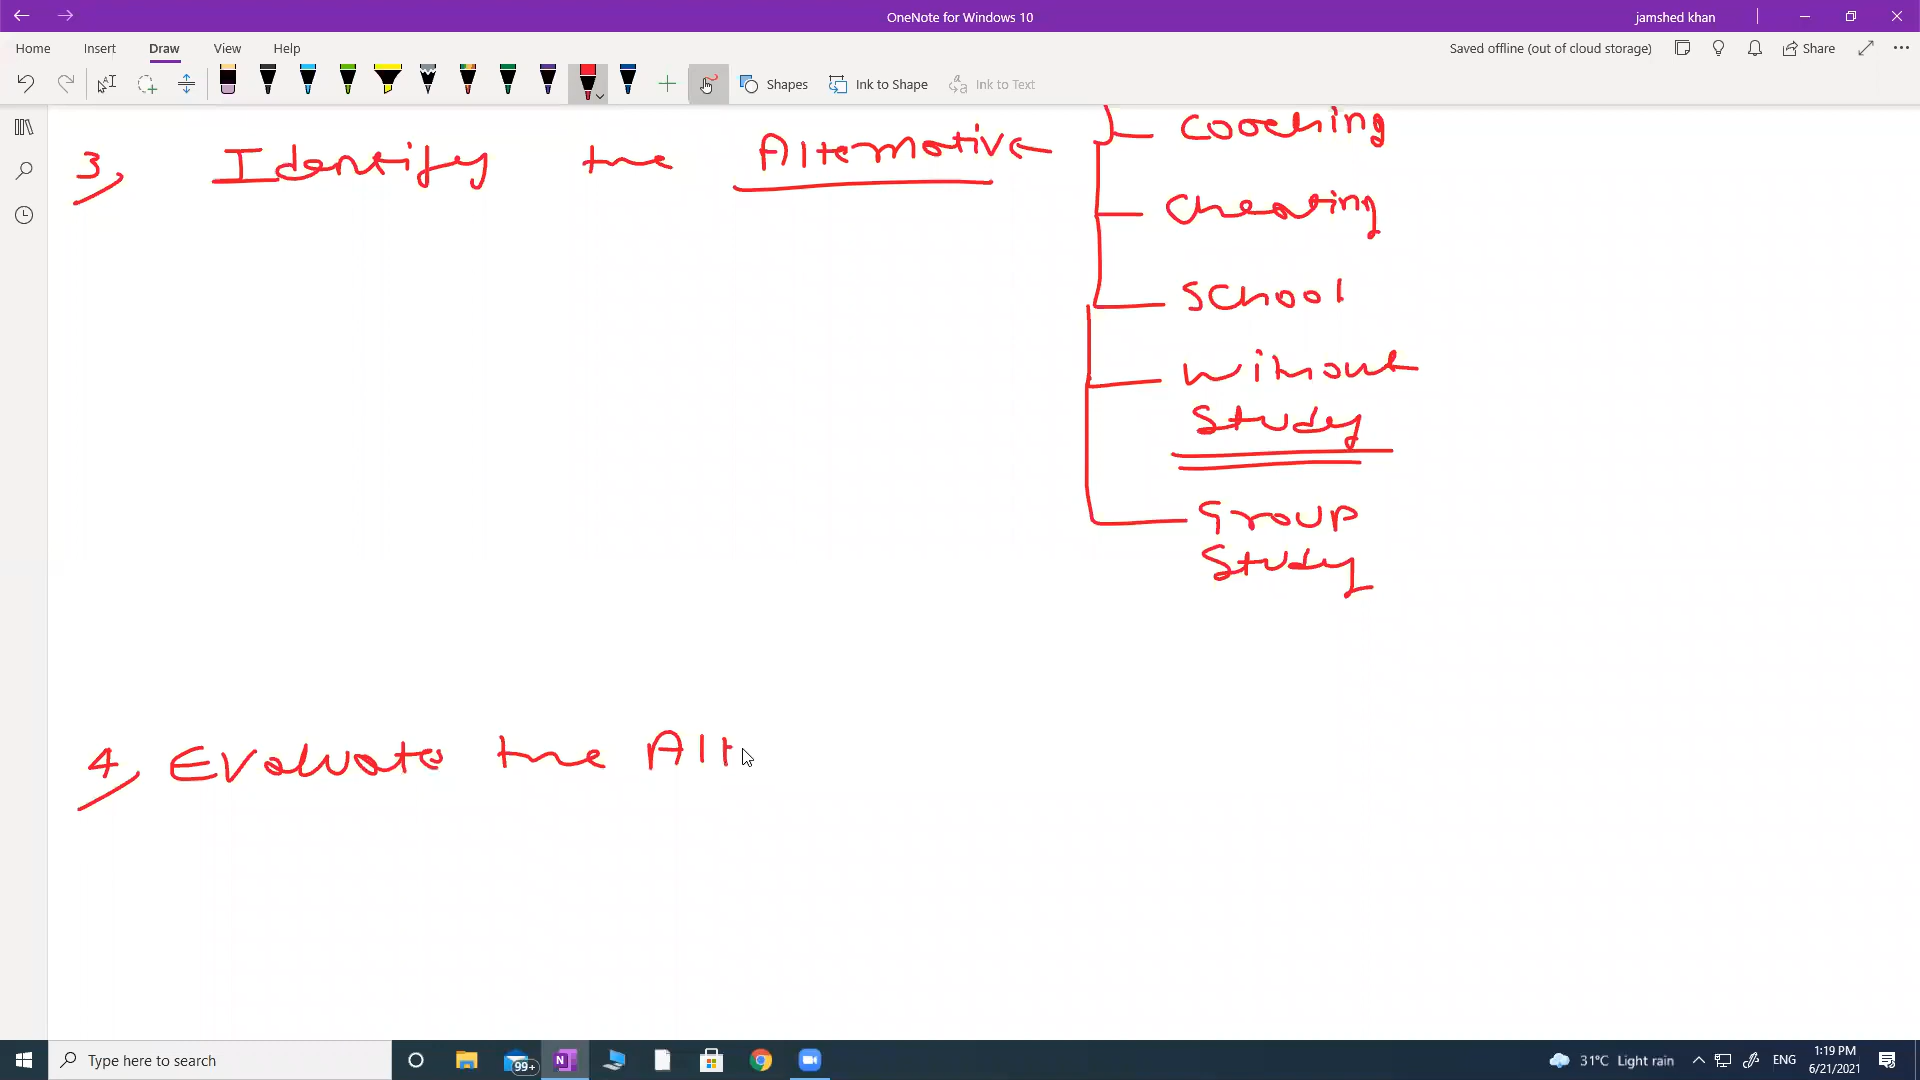 OneNote for Windows 10
jamshed khan
Home Insert Draw View Help
Saved offline (out of cloud storage)
Share
Shapes
Ink to Shape
Ink to Text
3, Identify the Alternative
Coaching
Cheating
School
Without
Study
Group
Study
4, Evaluate the Alt
Type here to search
99+
31°C Light rain
ENG
1:19 PM
6/21/2021